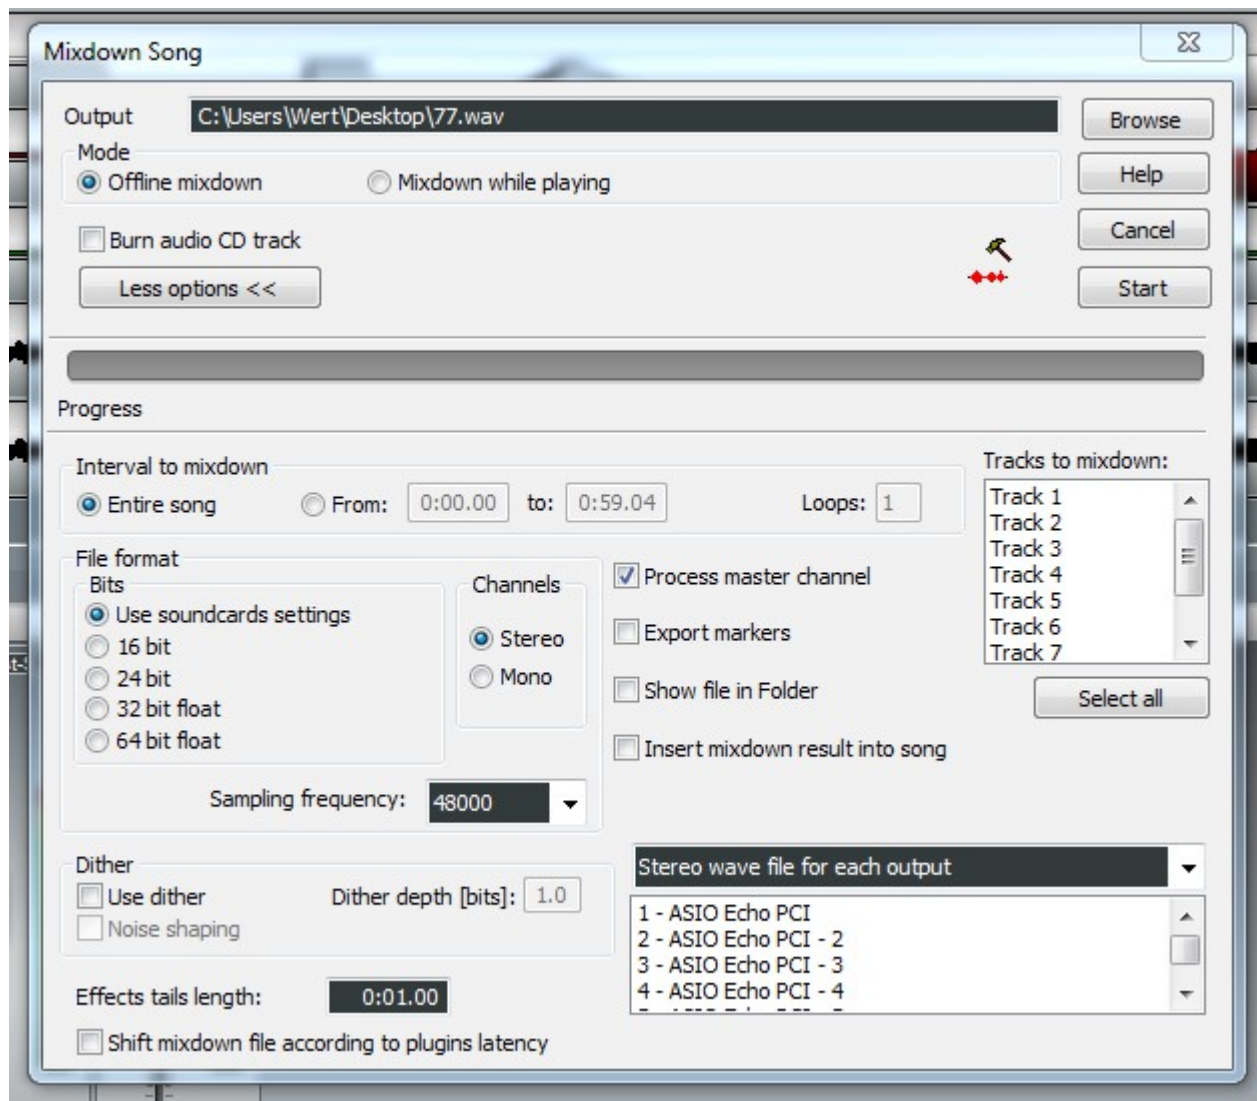 Mixdown Song
Output C:\Users\Wert\Desktop\77.wav Browse
Mode
Offline mixdown Mixdown while playing Help
Burn audio CD track Cancel
Less options << Start
Progress
Interval to mixdown Tracks to mixdown:
Entire song From: 0:00.00 to: 0:59.04 Loops: 1
Track 1
Track 2
Track 3
Track 4
Track 5
Track 6
Track 7
Select all
File format
Bits Channels
Use soundcards settings
16 bit
24 bit
32 bit float
64 bit float
Stereo
Mono
Sampling frequency: 48000
Process master channel
Export markers
Show file in Folder
Insert mixdown result into song
Dither
Use dither Dither depth [bits]: 1.0
Noise shaping
Stereo wave file for each output
1 - ASIO Echo PCI
2 - ASIO Echo PCI - 2
3 - ASIO Echo PCI - 3
4 - ASIO Echo PCI - 4
Effects tails length: 0:01.00
Shift mixdown file according to plugins latency